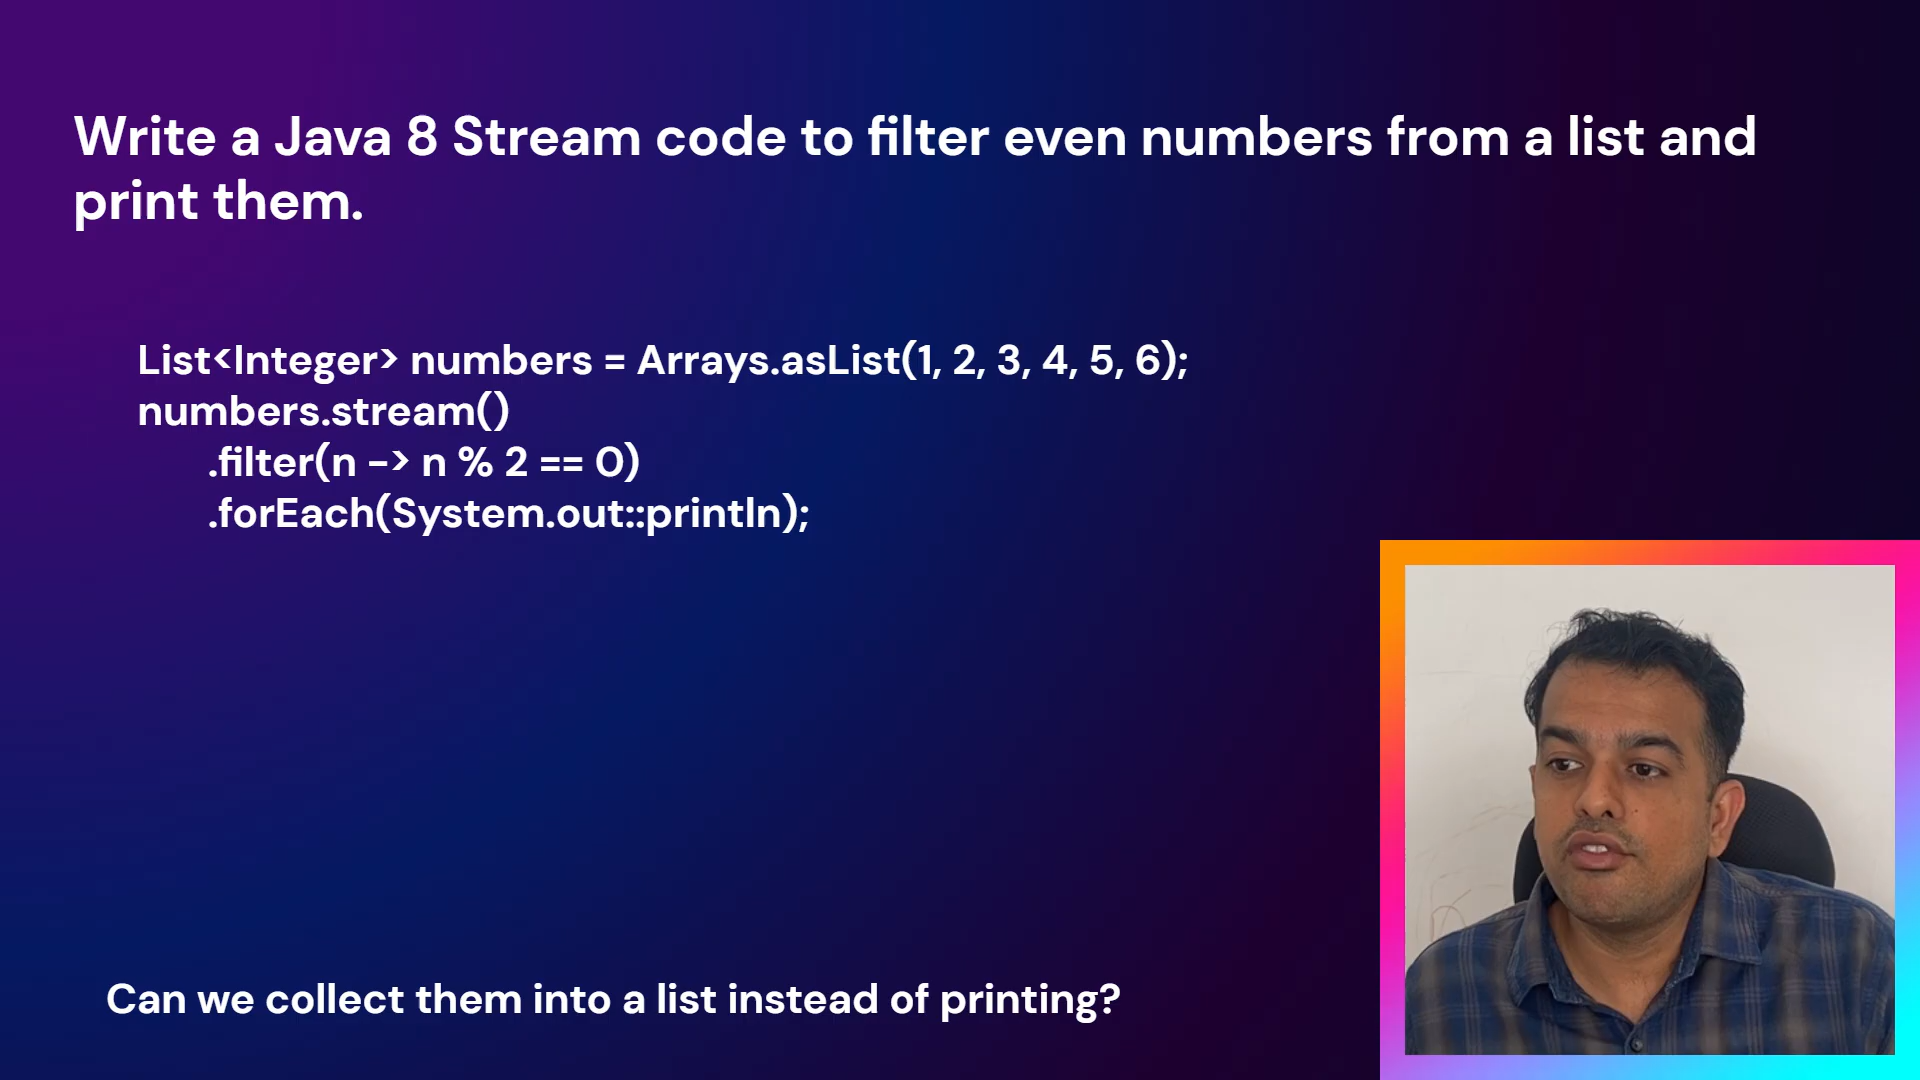 Write a Java 8 Stream code to filter even numbers from a list and
print them.
List<Integer> numbers = Arrays.asList(1, 2, 3, 4, 5, 6);
numbers.stream()
.filter(n -> n % 2 == 0)
.forEach(System.out::println);
Can we collect them into a list instead of printing?